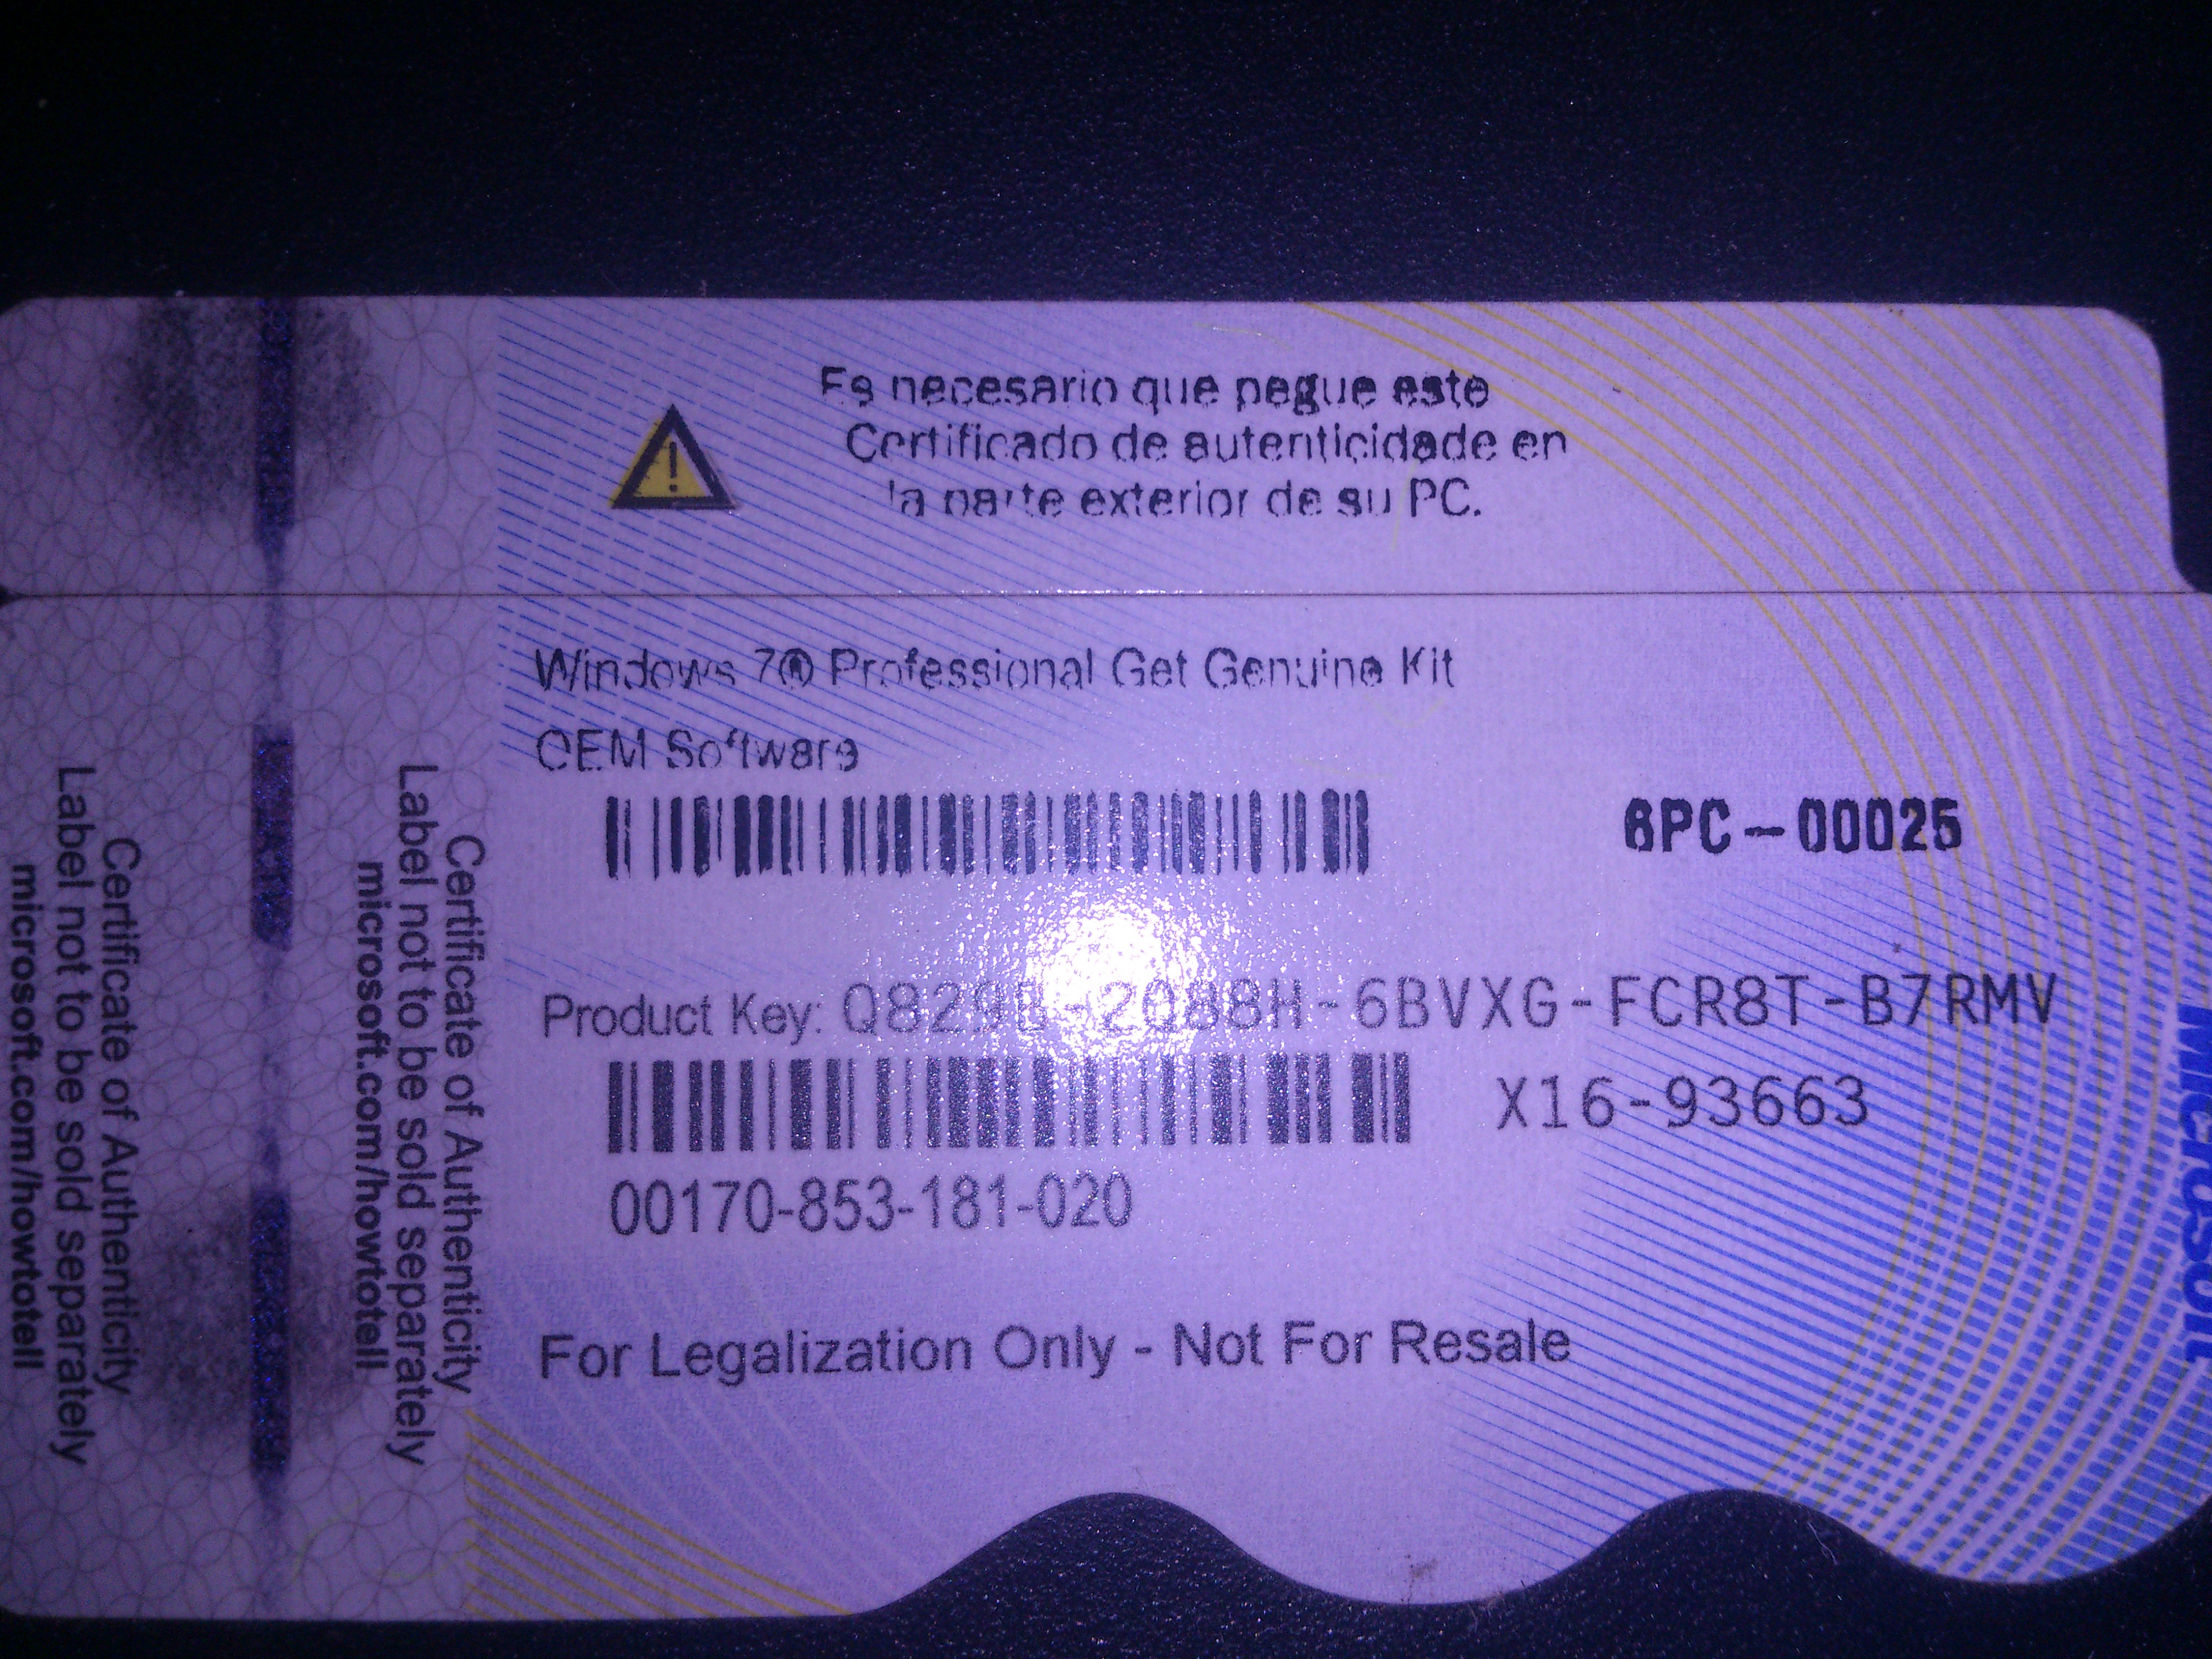 Es necesario que pegue este
Certificado de autenticidade en
la parte exterior de su PC.
Windows 7® Professional Get Genuine Kit
OEM Software
6PC-00025
Product Key: 6BVXG-FCR8T-B7RMV
X16-93663
00170-853-181-020
For Legalization Only - Not For Resale
Certificate of Authenticity
Label not to be sold separately
microsoft.com/howtotell
Certificate of Authenticity
Label not to be sold separately
microsoft.com/howtotell
Microsoft